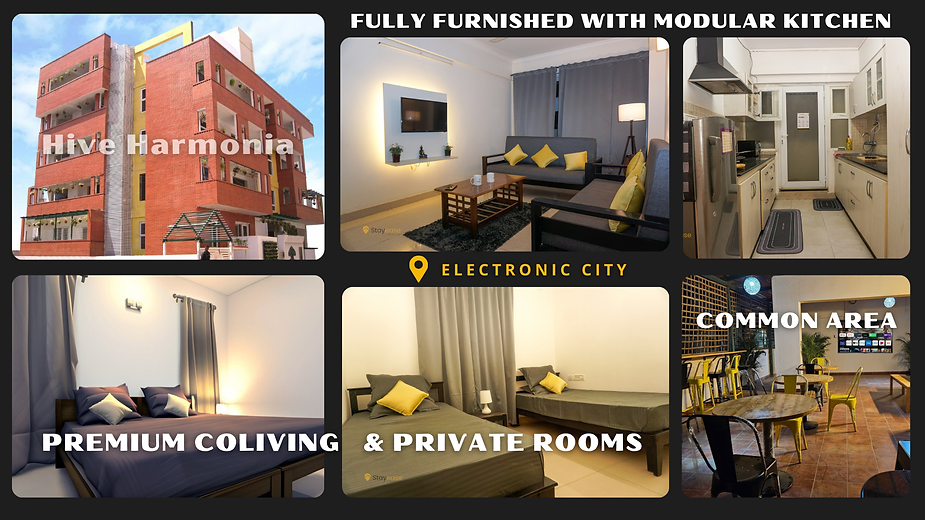 FULLY FURNISHED WITH MODULAR KITCHEN
Hive Harmonia
ELECTRONIC CITY
COMMON AREA
PREMIUM COLIVING & PRIVATE ROOMS